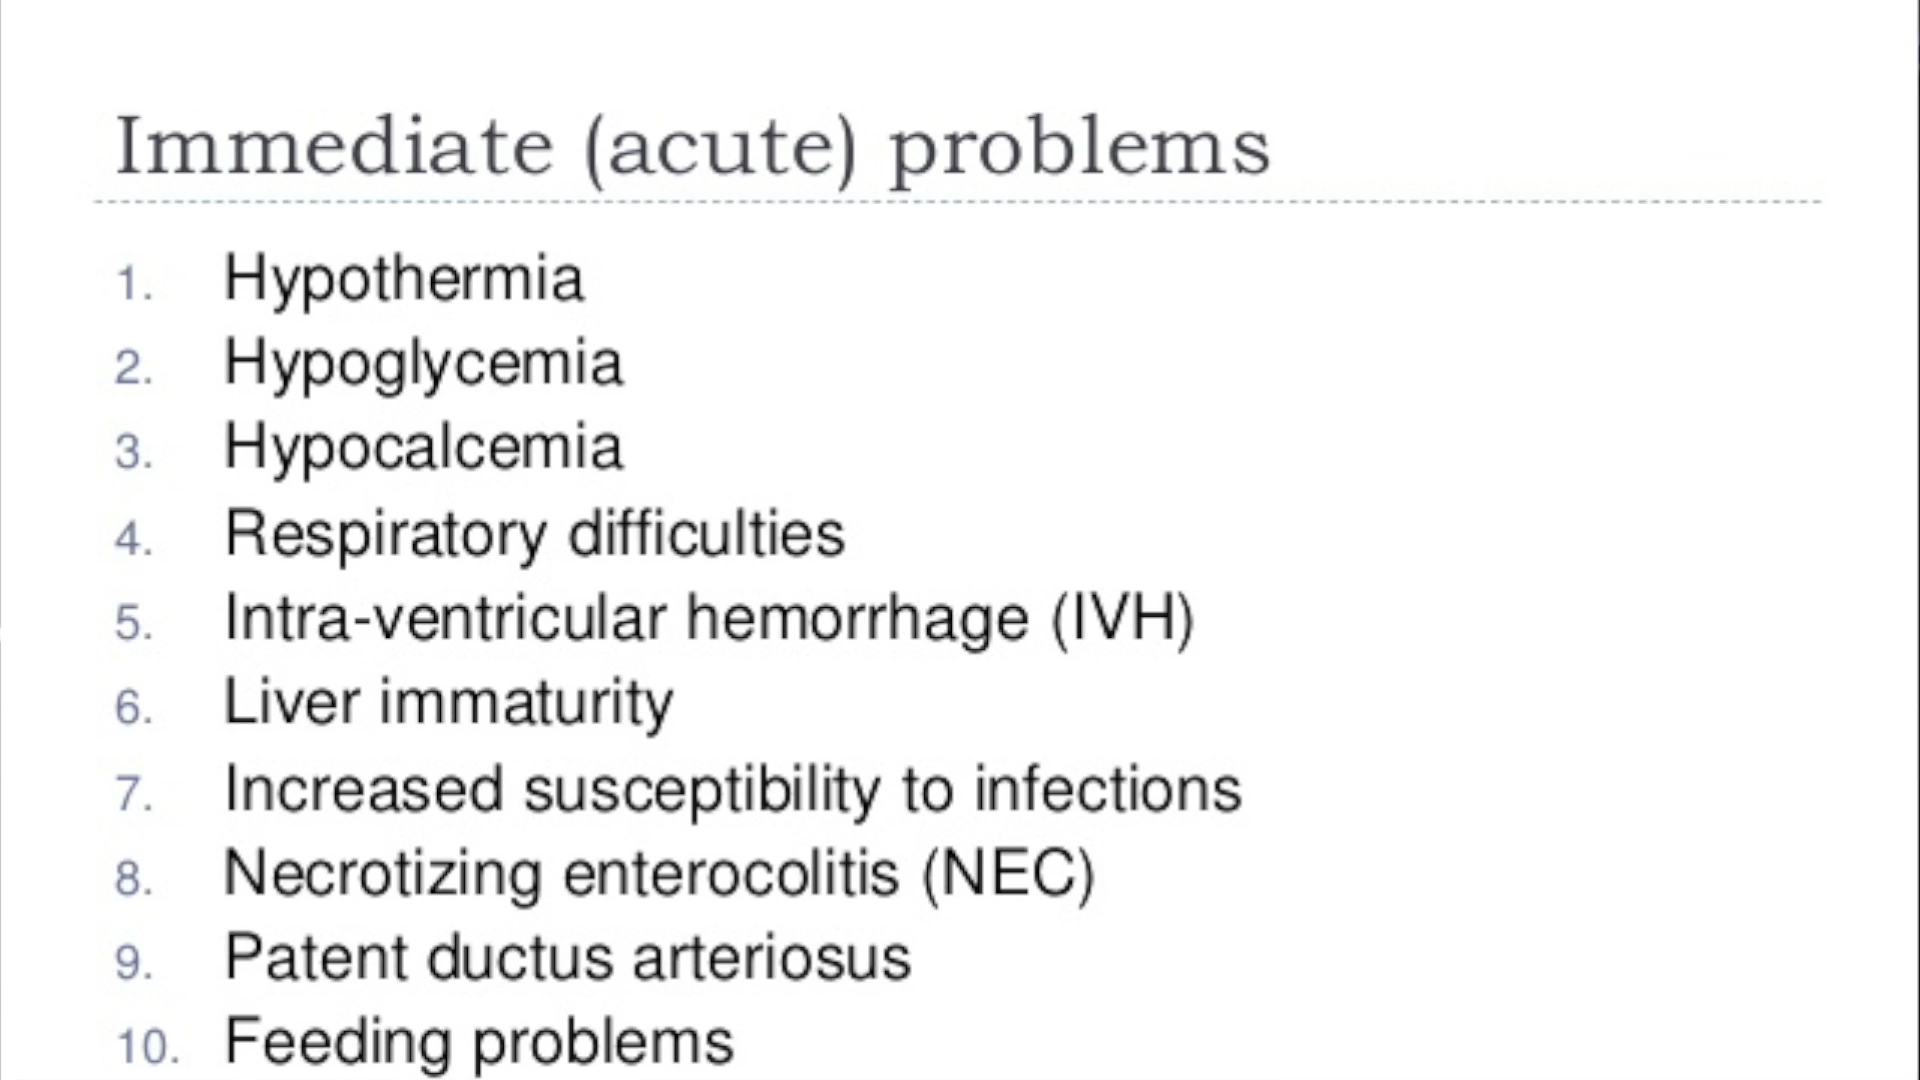 Immediate (acute) problems
1. Hypothermia
2. Hypoglycemia
3. Hypocalcemia
4. Respiratory difficulties
5. Intra-ventricular hemorrhage (IVH)
6. Liver immaturity
7. Increased susceptibility to infections
8. Necrotizing enterocolitis (NEC)
9. Patent ductus arteriosus
10. Feeding problems